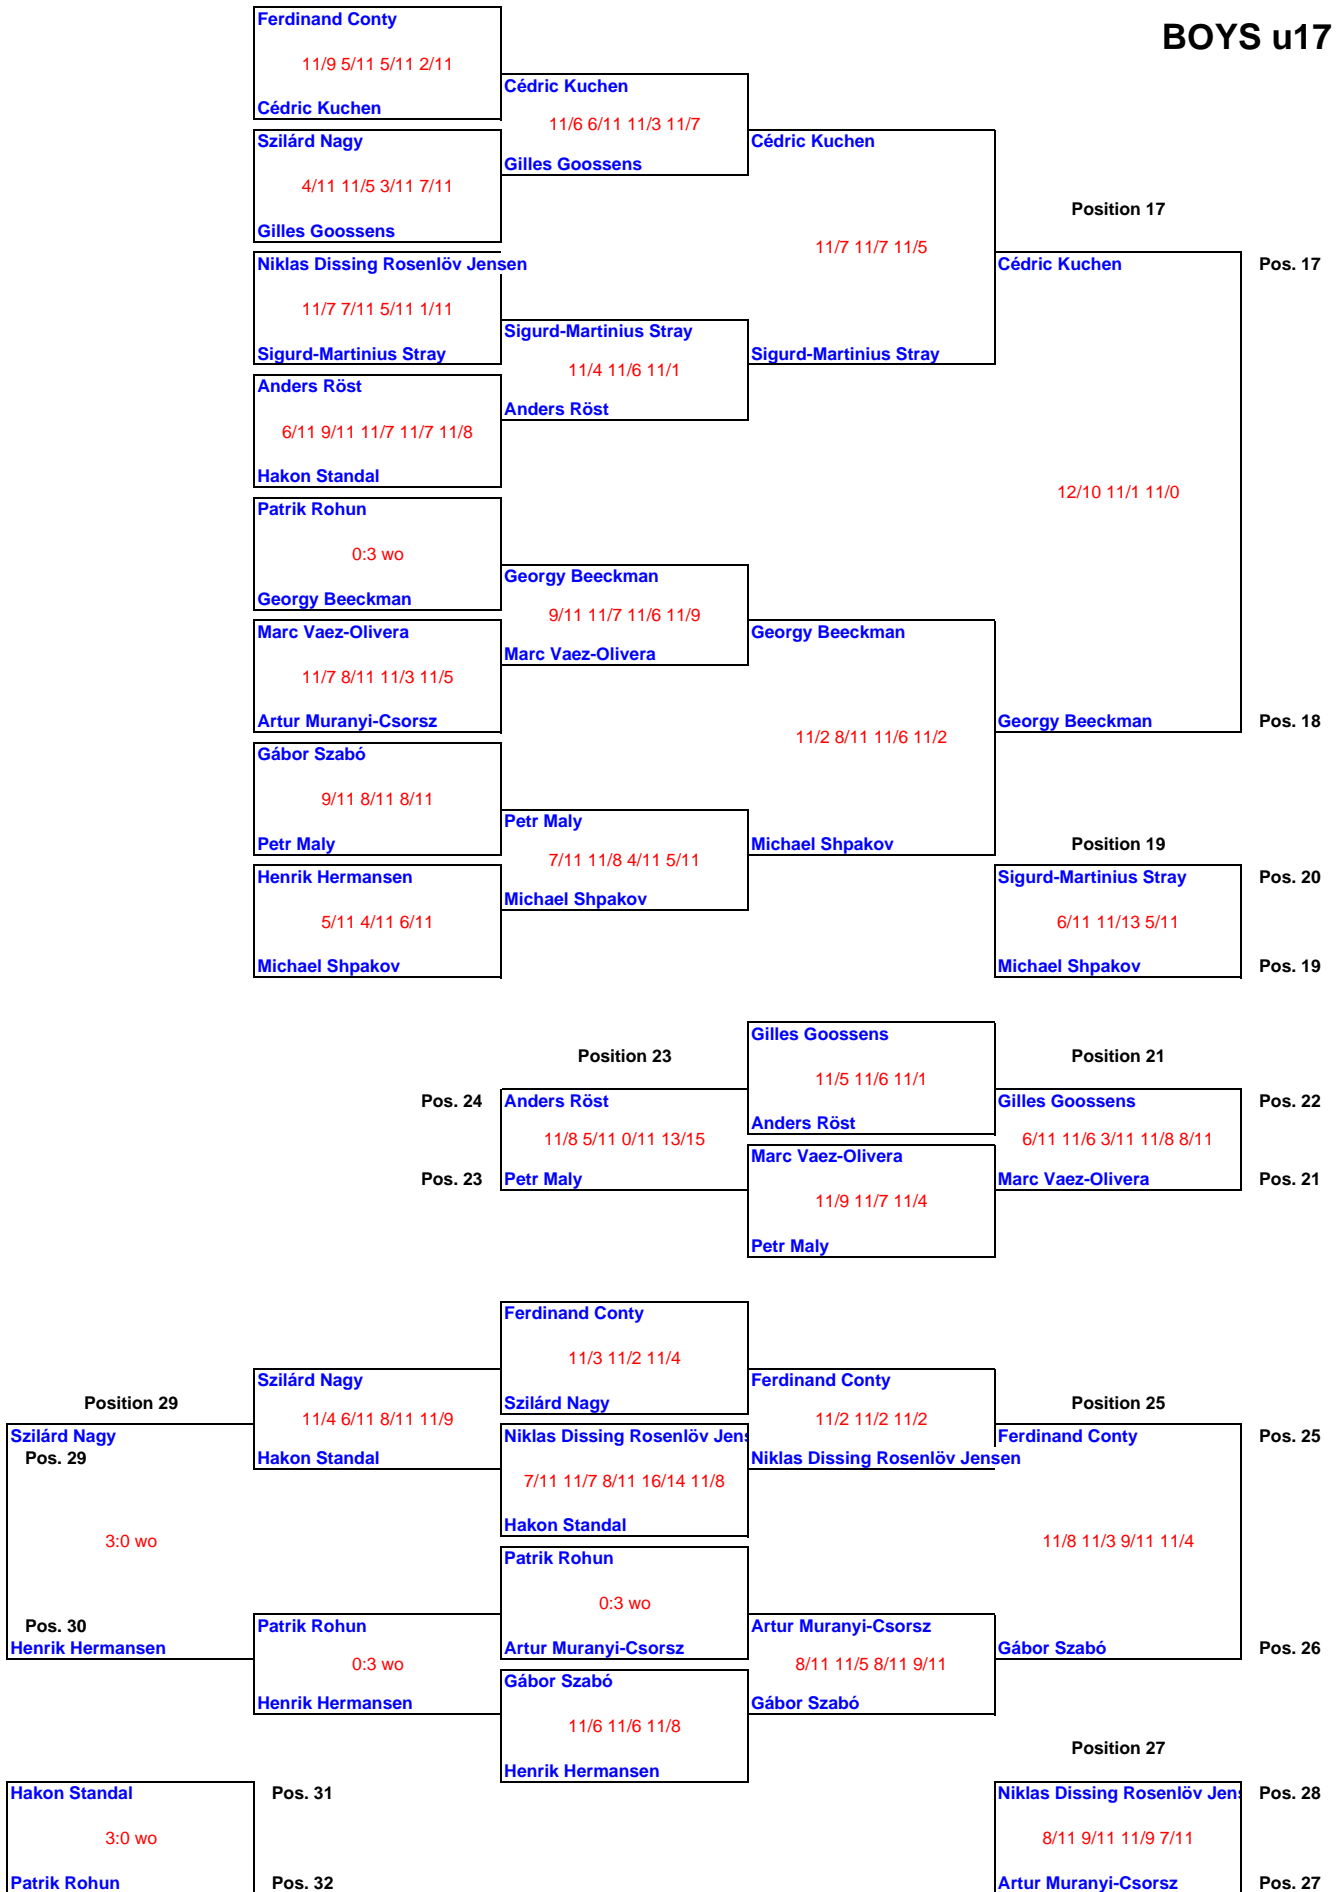 BOYS u17
Ferdinand Conty
11/9 5/11 5/11 2/11
Cédric Kuchen
Cédric Kuchen
11/6 6/11 11/3 11/7
Szilárd Nagy
Cédric Kuchen
Gilles Goossens
4/11 11/5 3/11 7/11
Position 17
Gilles Goossens
11/7 11/7 11/5
Niklas Dissing Rosenlöv Jensen
Cédric Kuchen
Pos. 17
11/7 7/11 5/11 1/11
Sigurd-Martinius Stray
Sigurd-Martinius Stray
Sigurd-Martinius Stray
11/4 11/6 11/1
Anders Röst
Anders Röst
6/11 9/11 11/7 11/7 11/8
Hakon Standal
12/10 11/1 11/0
Patrik Rohun
0:3 wo
Georgy Beeckman
Georgy Beeckman
9/11 11/7 11/6 11/9
Marc Vaez-Olivera
Georgy Beeckman
Marc Vaez-Olivera
11/7 8/11 11/3 11/5
Artur Muranyi-Csorsz
Georgy Beeckman
Pos. 18
11/2 8/11 11/6 11/2
Gábor Szabó
9/11 8/11 8/11
Petr Maly
Petr Maly
Michael Shpakov
Position 19
7/11 11/8 4/11 5/11
Henrik Hermansen
Sigurd-Martinius Stray
Pos. 20
Michael Shpakov
5/11 4/11 6/11
6/11 11/13 5/11
Michael Shpakov
Michael Shpakov
Pos. 19
Gilles Goossens
Position 23
Position 21
11/5 11/6 11/1
Pos. 24
Anders Röst
Gilles Goossens
Pos. 22
Anders Röst
11/8 5/11 0/11 13/15
6/11 11/6 3/11 11/8 8/11
Marc Vaez-Olivera
Pos. 23
Petr Maly
Marc Vaez-Olivera
Pos. 21
11/9 11/7 11/4
Petr Maly
Ferdinand Conty
11/3 11/2 11/4
Szilárd Nagy
Ferdinand Conty
Position 29
Szilárd Nagy
Position 25
11/4 6/11 8/11 11/9
11/2 11/2 11/2
Szilárd Nagy
Niklas Dissing Rosenlöv Jens
Ferdinand Conty
Pos. 25
Pos. 29
Hakon Standal
Niklas Dissing Rosenlöv Jensen
7/11 11/7 8/11 16/14 11/8
Hakon Standal
3:0 wo
11/8 11/3 9/11 11/4
Patrik Rohun
0:3 wo
Pos. 30
Patrik Rohun
Artur Muranyi-Csorsz
Henrik Hermansen
Artur Muranyi-Csorsz
Gábor Szabó
Pos. 26
0:3 wo
8/11 11/5 8/11 9/11
Gábor Szabó
Henrik Hermansen
Gábor Szabó
11/6 11/6 11/8
Position 27
Henrik Hermansen
Hakon Standal
Pos. 31
Niklas Dissing Rosenlöv Jens
Pos. 28
3:0 wo
8/11 9/11 11/9 7/11
Patrik Rohun
Pos. 32
Artur Muranyi-Csorsz
Pos. 27